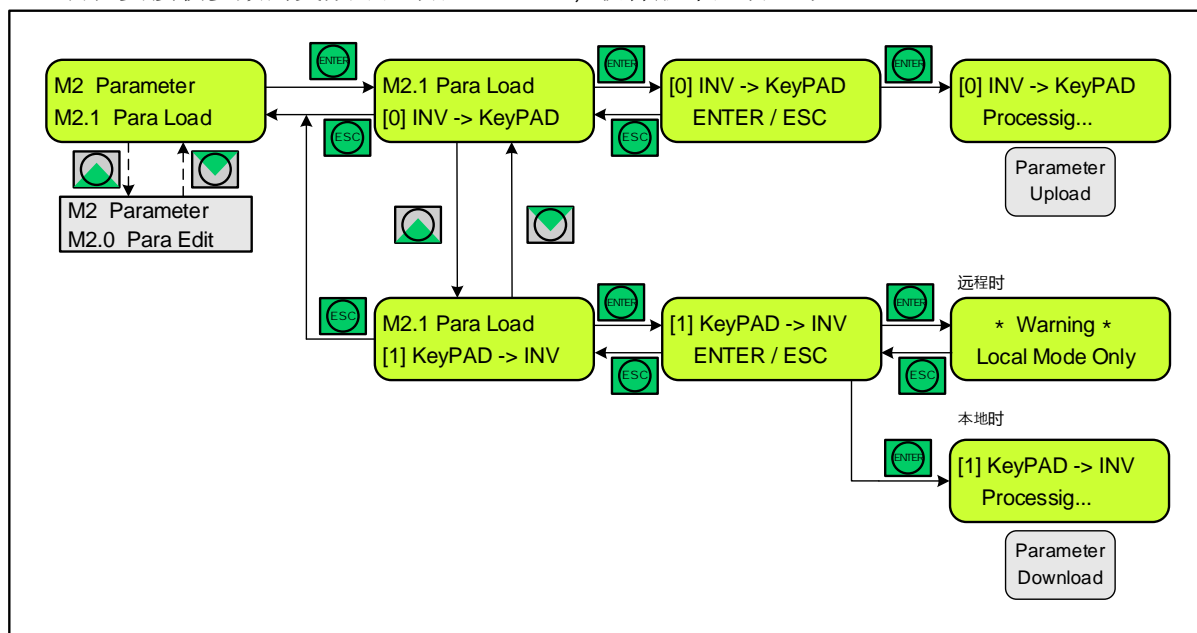 ENTER
ENTER
ENTER
M2 Parameter
M2.1 Para Load
M2.1 Para Load
[0] INV -> KeyPAD
[0] INV -> KeyPAD
ENTER / ESC
[0] INV -> KeyPAD
Processig...
ESC
ESC
Parameter
Upload
M2 Parameter
M2.0 Para Edit
远程时
ESC
ENTER
ENTER
M2.1 Para Load
[1] KeyPAD -> INV
[1] KeyPAD -> INV
ENTER / ESC
* Warning *
Local Mode Only
ESC
ESC
本地时
ENTER
[1] KeyPAD -> INV
Processig...
Parameter
Download